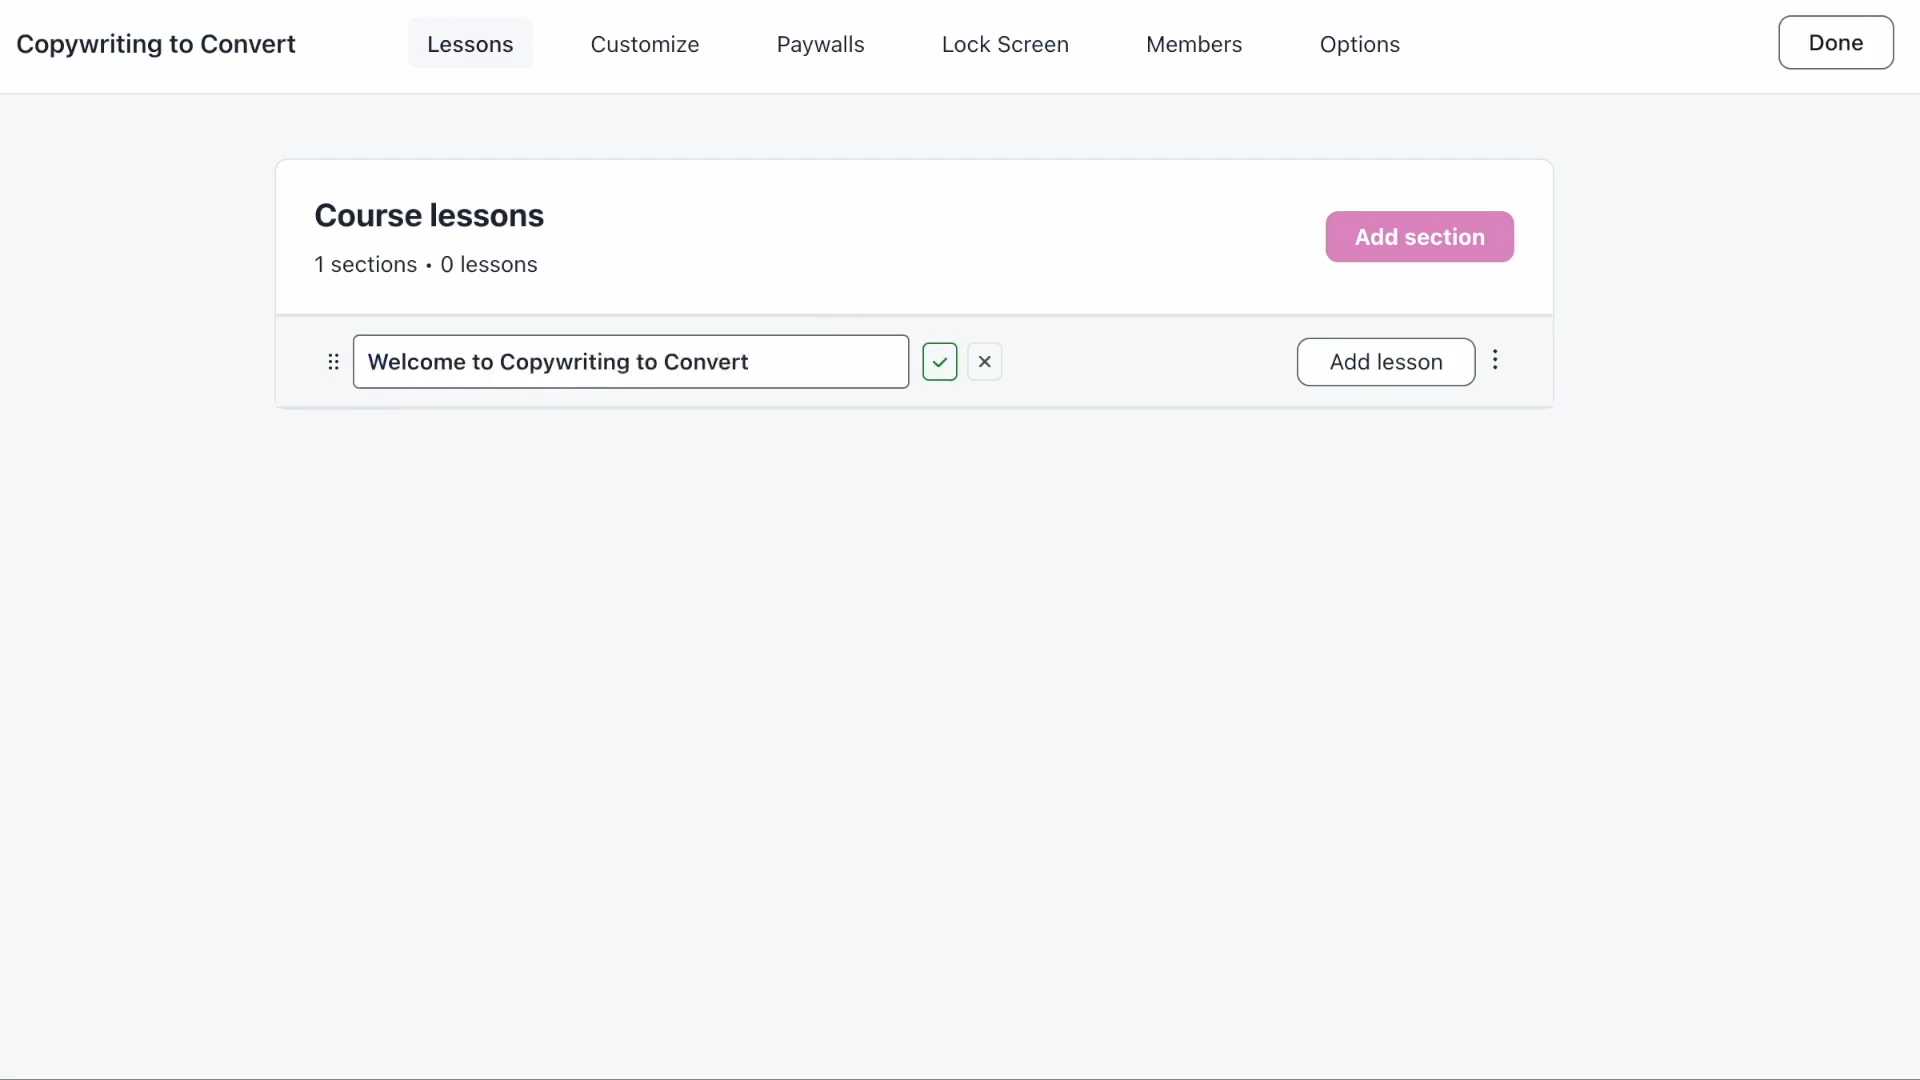 Copywriting to Convert
Lessons
Customize
Paywalls
Lock Screen
Members
Options
Done
Course lessons
1 sections • 0 lessons
Add section
Welcome to Copywriting to Convert
Add lesson